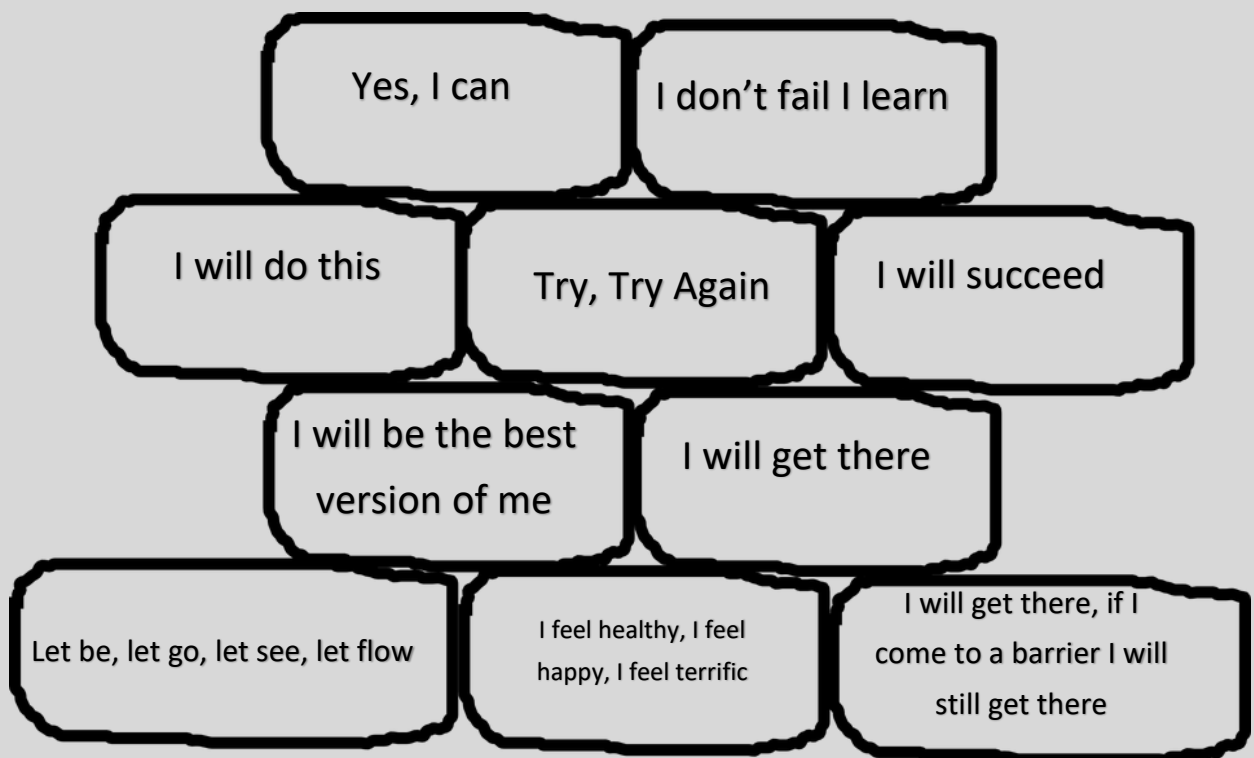 Yes, I can
I don’t fail I learn
I will do this
Try, Try Again
I will succeed
I will be the best
version of me
I will get there
Let be, let go, let see, let flow
I feel healthy, I feel
happy, I feel terrific
I will get there, if I
come to a barrier I will
still get there